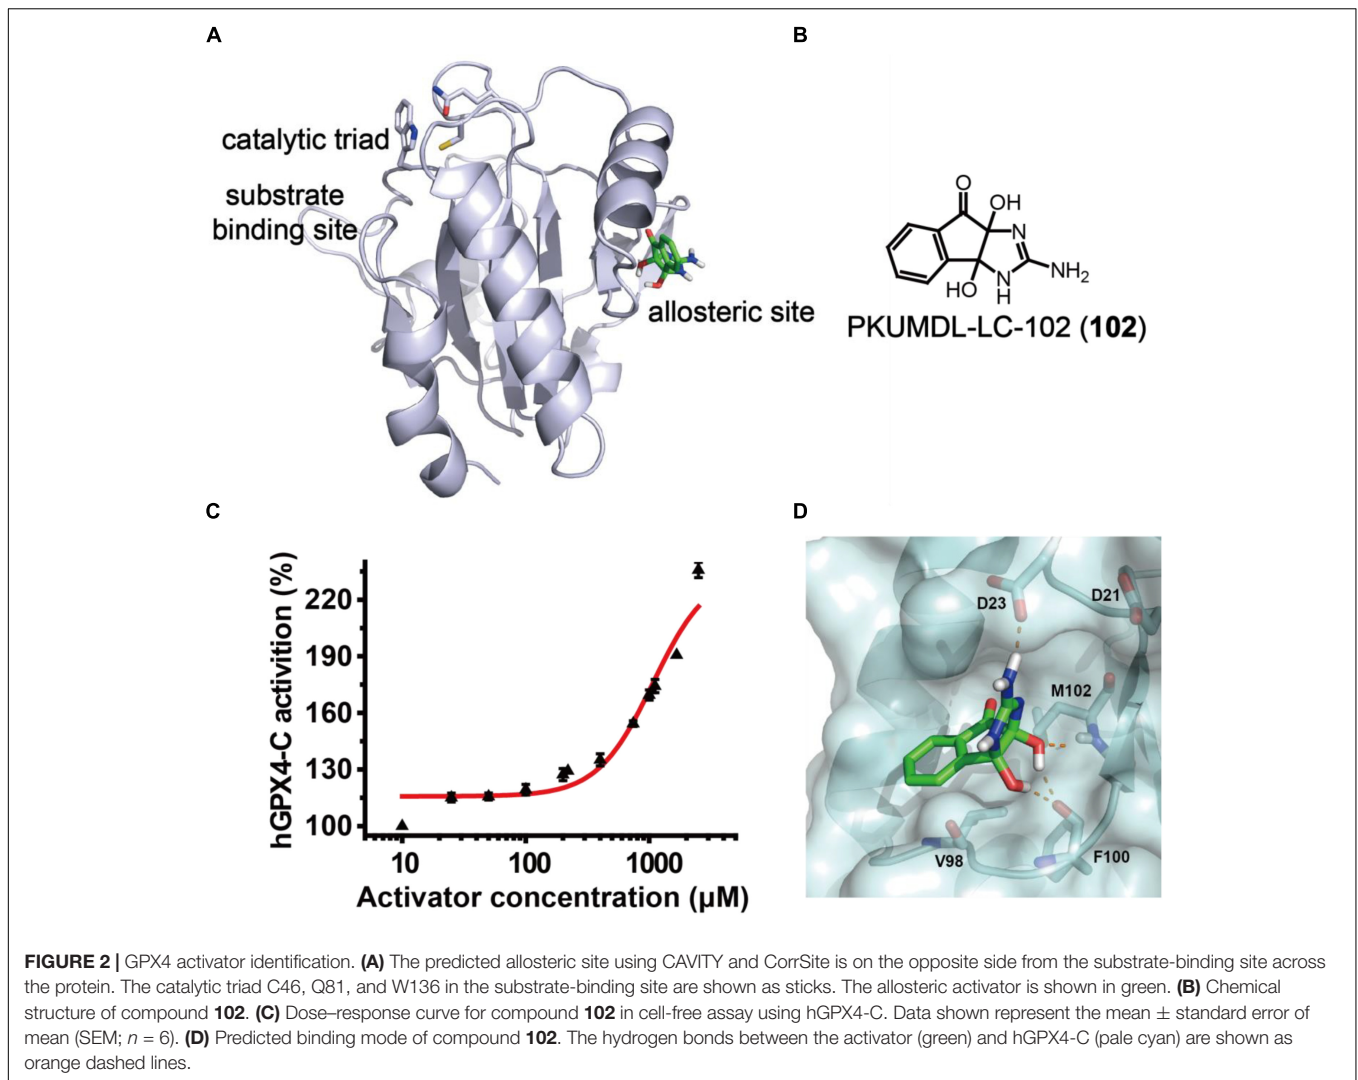 A
B
catalytic triad
substrate
binding site
allosteric site
O
OH
N
NH2
N
H
HO
PKUMDL-LC-102 (102)
C
D
hGPX4-C activition (%)
220
190
160
130
100
10
100
1000
Activator concentration (µM)
D23
D21
M102
V98
F100
FIGURE 2 | GPX4 activator identification. (A) The predicted allosteric site using CAVITY and CorrSite is on the opposite side from the substrate-binding site across
the protein. The catalytic triad C46, Q81, and W136 in the substrate-binding site are shown as sticks. The allosteric activator is shown in green. (B) Chemical
structure of compound 102. (C) Dose–response curve for compound 102 in cell-free assay using hGPX4-C. Data shown represent the mean ± standard error of
mean (SEM; n = 6). (D) Predicted binding mode of compound 102. The hydrogen bonds between the activator (green) and hGPX4-C (pale cyan) are shown as
orange dashed lines.